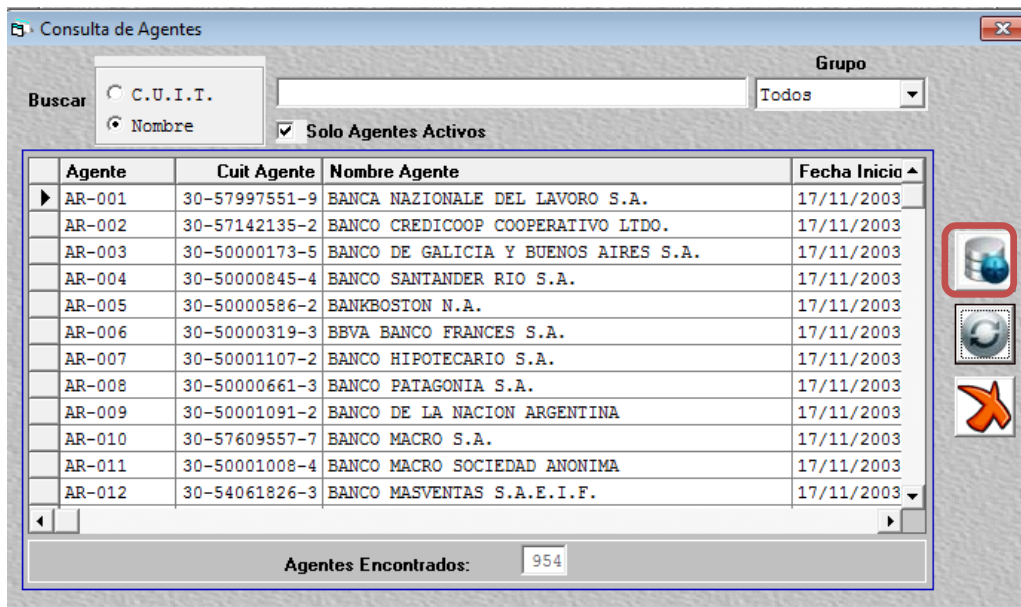 Consulta de Agentes
Grupo
Buscar
C.U.I.T.
Todos
Nombre
Solo Agentes Activos
Agente Cuit Agente Nombre Agente Fecha Inicio
AR-001 30-57997551-9 BANCA NAZIONALE DEL LAVORO S.A. 17/11/2003
AR-002 30-57142135-2 BANCO CREDICOOP COOPERATIVO LTDO. 17/11/2003
AR-003 30-50000173-5 BANCO DE GALICIA Y BUENOS AIRES S.A. 17/11/2003
AR-004 30-50000845-4 BANCO SANTANDER RIO S.A. 17/11/2003
AR-005 30-50000586-2 BANKBOSTON N.A. 17/11/2003
AR-006 30-50000319-3 BBVA BANCO FRANCES S.A. 17/11/2003
AR-007 30-50001107-2 BANCO HIPOTECARIO S.A. 17/11/2003
AR-008 30-50000661-3 BANCO PATAGONIA S.A. 17/11/2003
AR-009 30-50001091-2 BANCO DE LA NACION ARGENTINA 17/11/2003
AR-010 30-57609557-7 BANCO MACRO S.A. 17/11/2003
AR-011 30-50001008-4 BANCO MACRO SOCIEDAD ANONIMA 17/11/2003
AR-012 30-54061826-3 BANCO MASVENTAS S.A.E.I.F. 17/11/2003
Agentes Encontrados: 954